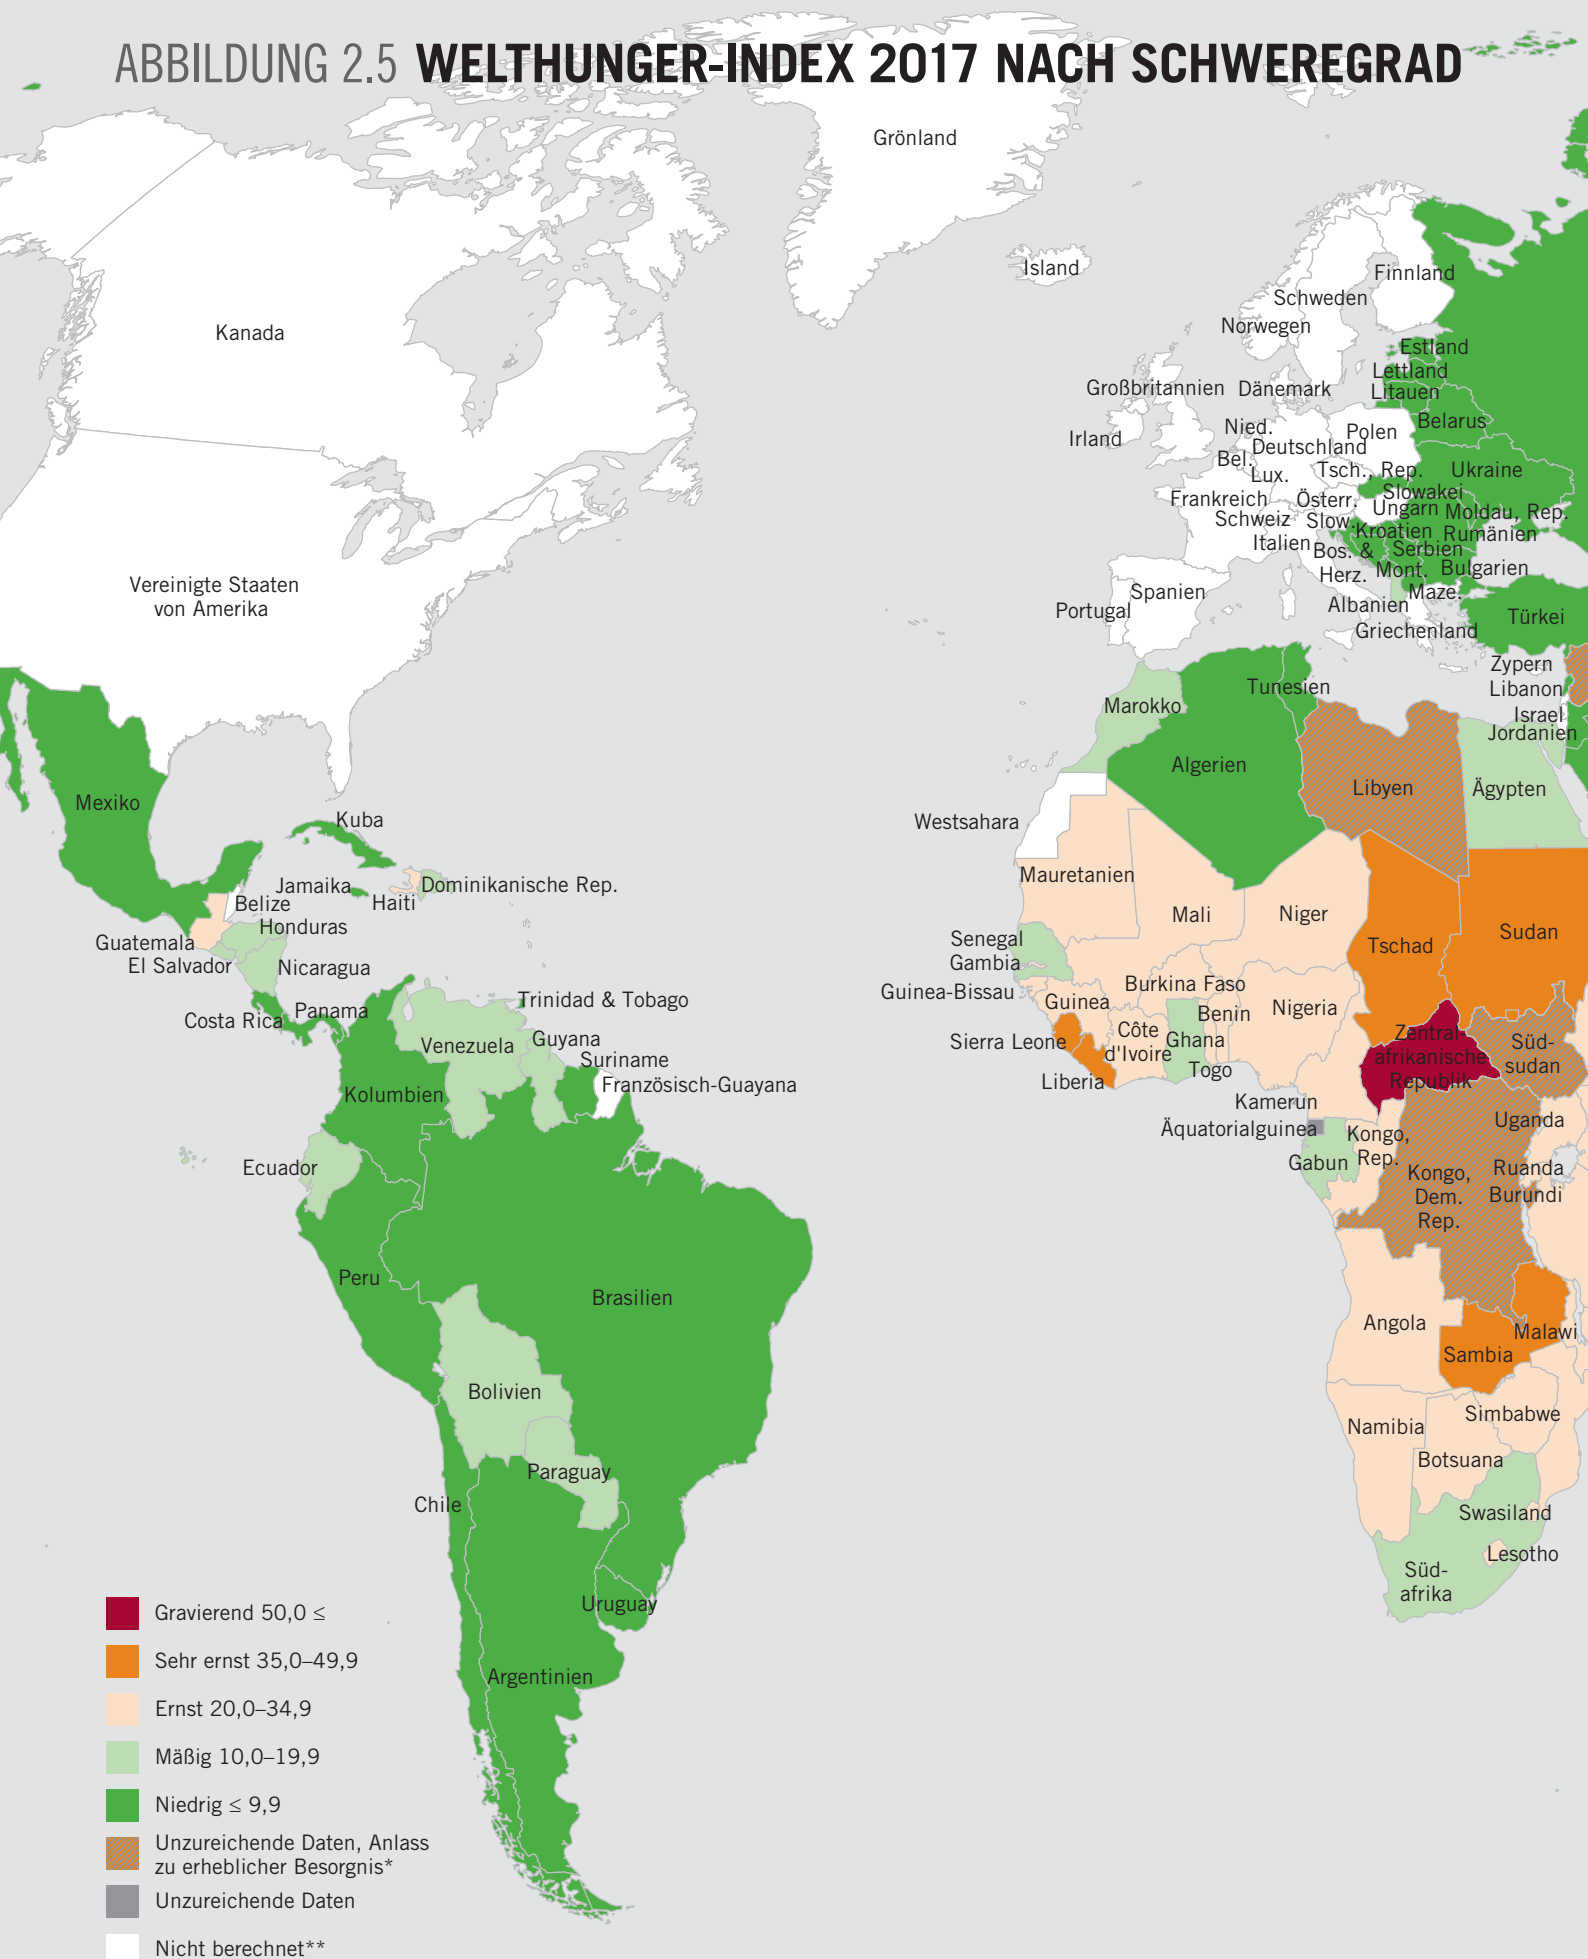 ABBILDUNG 2.5 WELTHUNGER-INDEX 2017 NACH SCHWEREGRAD
Grönland
Island
Finnland
Schweden
Norwegen
Kanada
Estland
Lettland
Litauen
Großbritannien
Dänemark
Belarus
Nied.
Polen
Irland
Deutschland
Bel.
Lux.
Tsch., Rep.
Ukraine
Slowakei
Frankreich
Österr.
Ungarn
Moldau, Rep.
Schweiz
Slow.
Kroatien
Rumänien
Italien
Bos. &
Herz.
Serbien
Mont.
Bulgarien
Vereinigte Staaten
von Amerika
Spanien
Maze.
Portugal
Albanien
Griechenland
Türkei
Zypern
Libanon
Israel
Jordanien
Marokko
Tunesien
Algerien
Libyen
Ägypten
Mexiko
Kuba
Westsahara
Jamaika
Haiti
Dominikanische Rep.
Belize
Honduras
Guatemala
El Salvador
Nicaragua
Mauretanien
Mali
Niger
Tschad
Sudan
Senegal
Gambia
Guinea-Bissau
Guinea
Burkina Faso
Benin
Nigeria
Trinidad & Tobago
Costa Rica
Panama
Venezuela
Guyana
Suriname
Französisch-Guayana
Kolumbien
Sierra Leone
Côte
d'Ivoire
Ghana
Togo
Liberia
Zentral-
afrikanische
Republik
Süd-
sudan
Kamerun
Äquatorialguinea
Uganda
Kongo,
Rep.
Gabun
Kongo,
Dem.
Rep.
Ruanda
Burundi
Ecuador
Peru
Brasilien
Angola
Malawi
Sambia
Bolivien
Simbabwe
Namibia
Botsuana
Paraguay
Chile
Swasiland
Lesotho
Süd-
afrika
Uruguay
Argentinien
Gravierend 50,0 ≤
Sehr ernst 35,0–49,9
Ernst 20,0–34,9
Mäßig 10,0–19,9
Niedrig ≤ 9,9
Unzureichende Daten, Anlass
zu erheblicher Besorgnis*
Unzureichende Daten
Nicht berechnet**